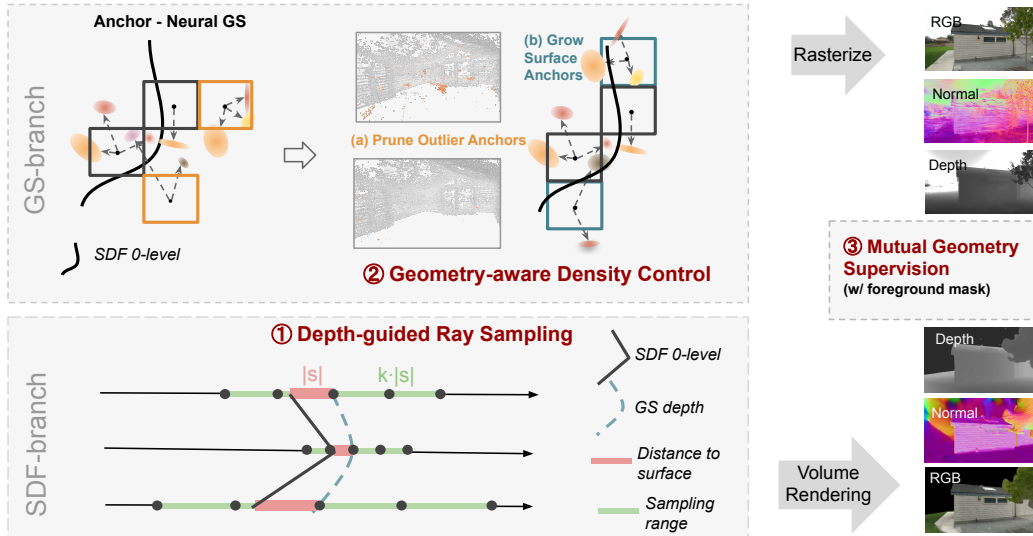 GS-branch
Anchor - Neural GS
SDF 0-level
(a) Prune Outlier Anchors
(b) Grow
Surface
Anchors
② Geometry-aware Density Control
Rasterize
RGB
Normal
Depth
③ Mutual Geometry
Supervision
(w/ foreground mask)
SDF-branch
① Depth-guided Ray Sampling
|s|
k·|s|
SDF 0-level
GS depth
Distance to
surface
Sampling
range
Volume
Rendering
Depth
Normal
RGB